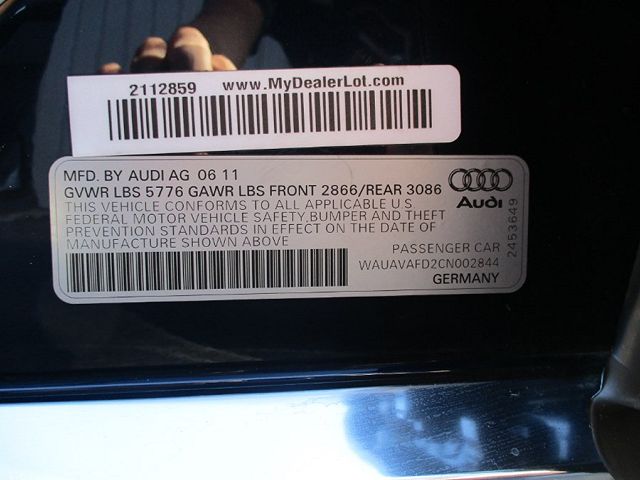 2112859 www.MyDealerLot.com
MFD. BY AUDI AG 06 11
GVWR LBS 5776 GAWR LBS FRONT 2866/REAR 3086
THIS VEHICLE CONFORMS TO ALL APPLICABLE U.S
FEDERAL MOTOR VEHICLE SAFETY,BUMPER AND THEFT
PREVENTION STANDARDS IN EFFECT ON THE DATE OF
MANUFACTURE SHOWN ABOVE
PASSENGER CAR
WAUAVAFD2CN002844
GERMANY
Audi
2453649